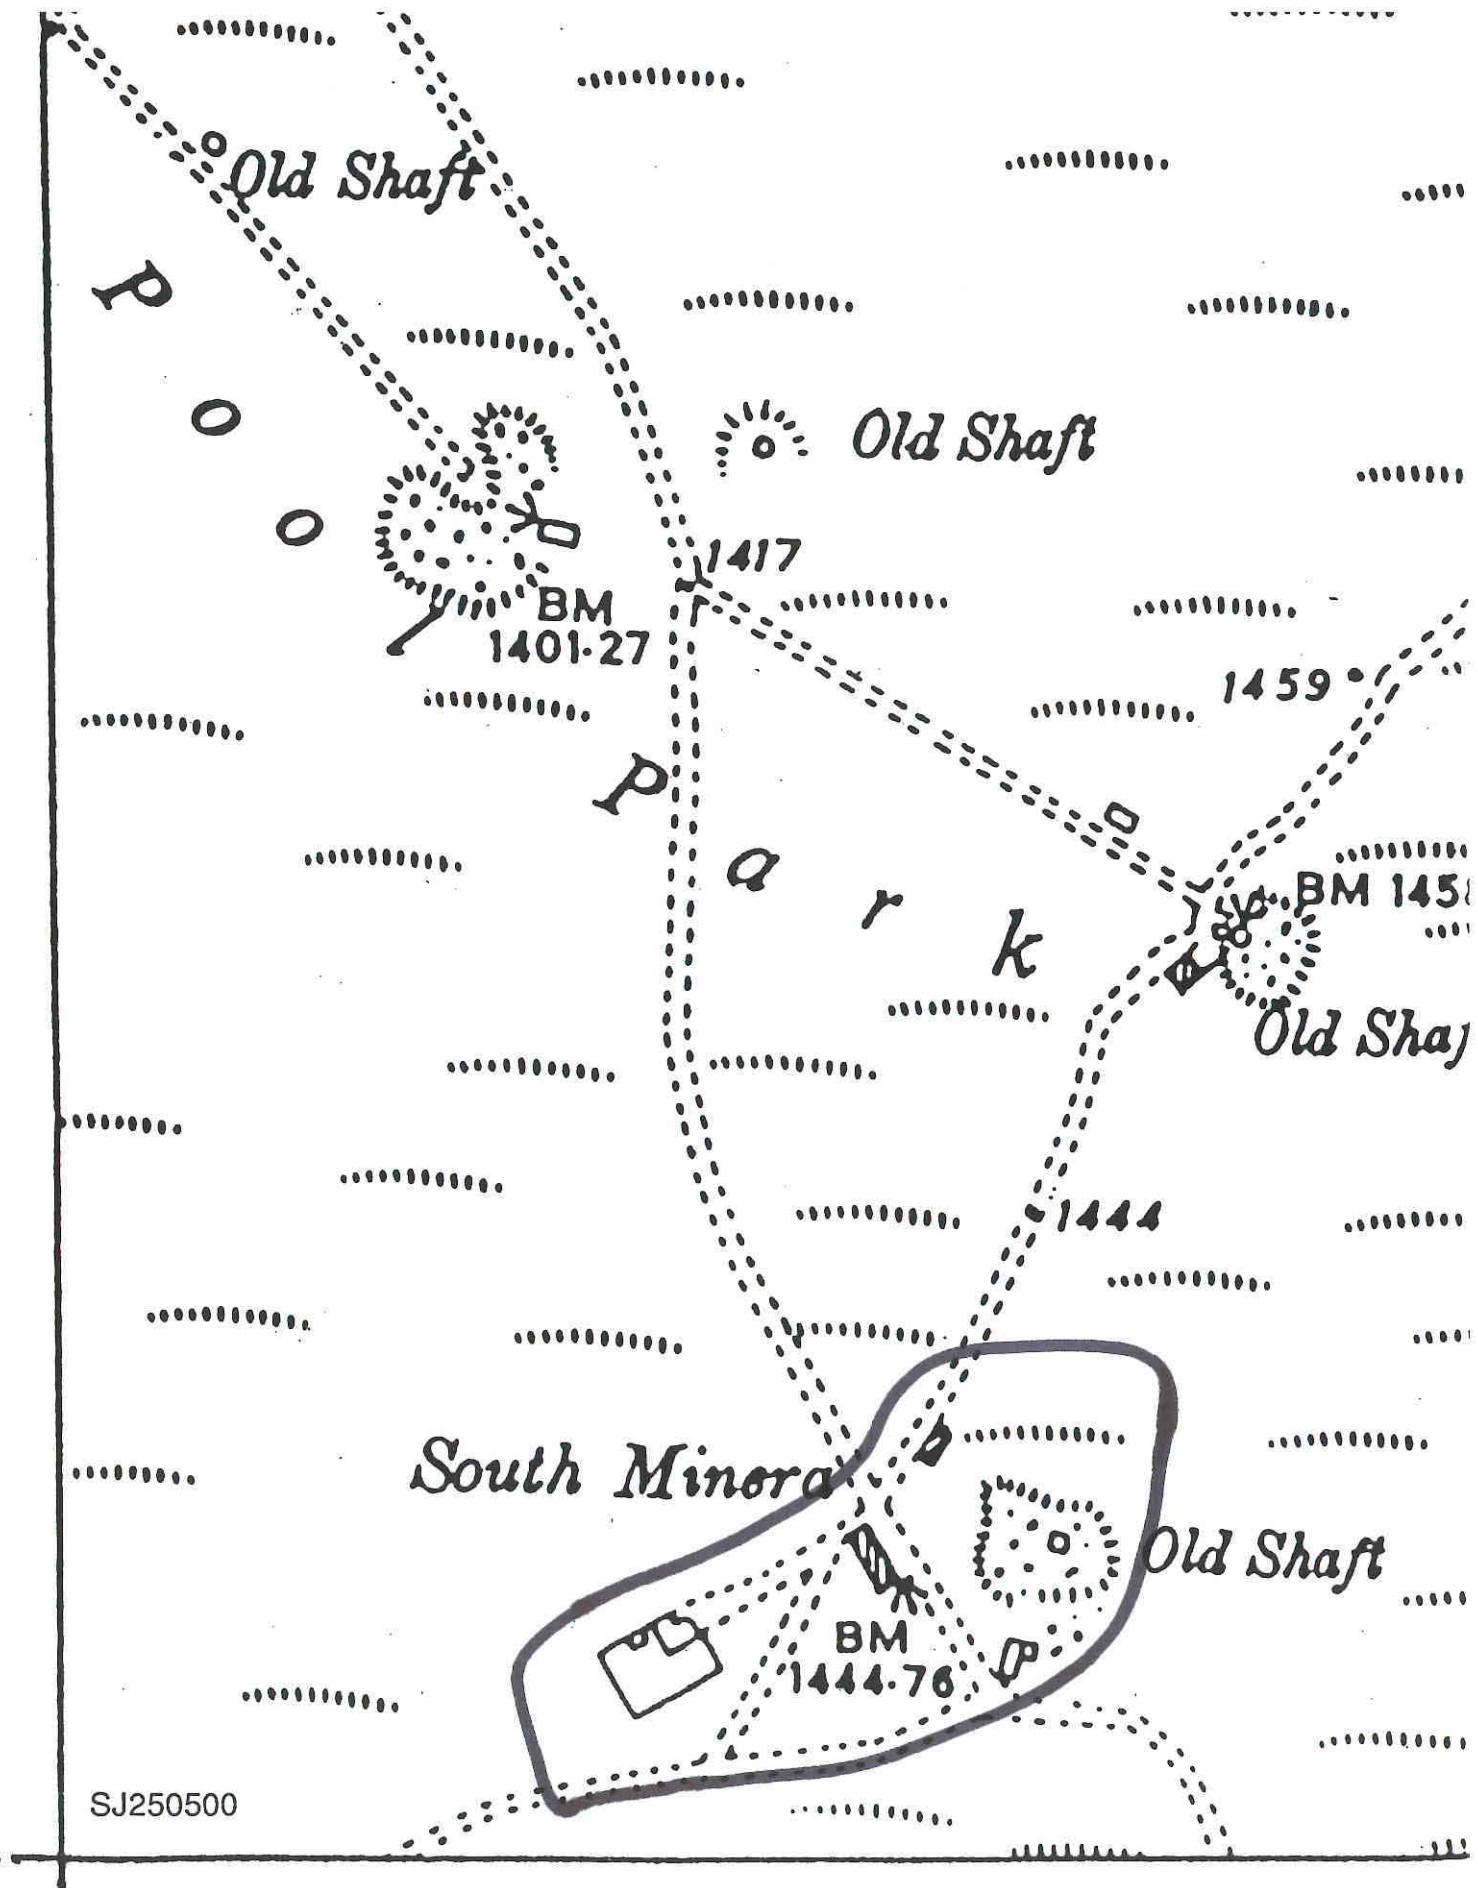 Old Shaft
P o o
Old Shaft
1417
BM
1401·27
1459
P a r k
BM 145
Old Sha
1444
South Minera
Old Shaft
BM
1444·76
SJ250500